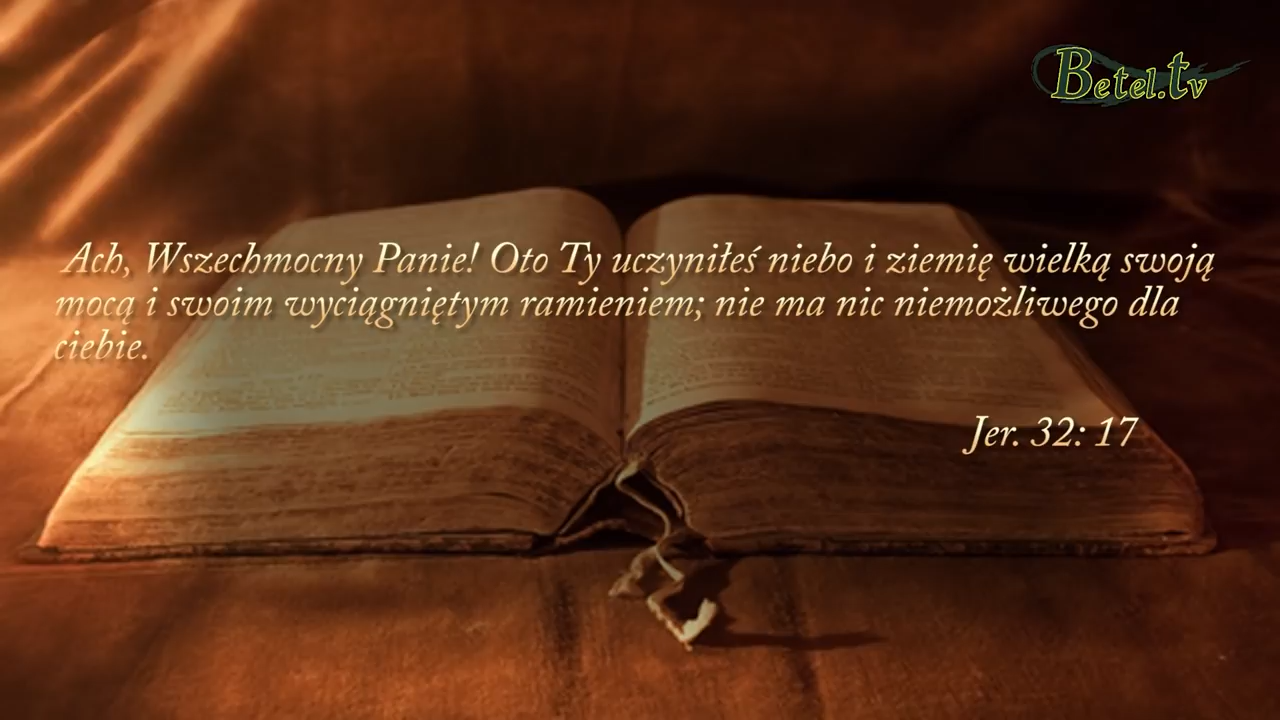 Betel.tv
Ach, Wszechmocny Panie! Oto Ty uczyniłeś niebo i ziemię wielką swoją
mocą i swoim wyciągniętym ramieniem; nie ma nic niemożliwego dla
ciebie.
Jer. 32: 17